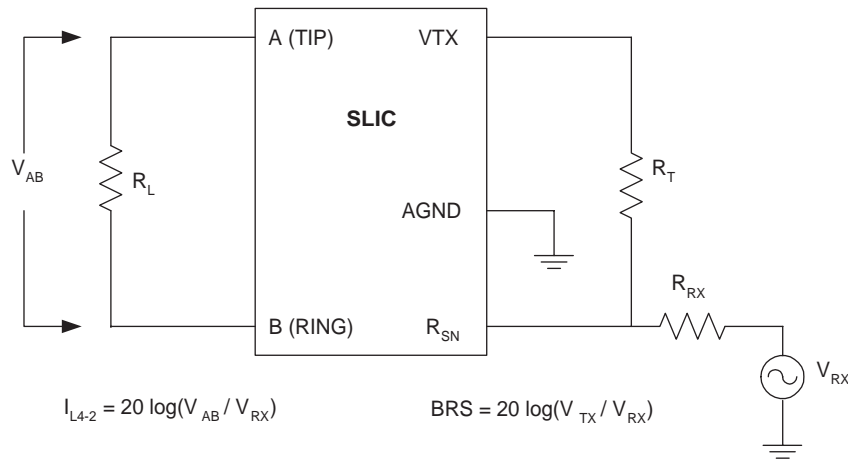 A (TIP)
VTX
SLIC
V_AB
R_L
R_T
AGND
R_RX
B (RING)
R_SN
V_RX
I_L4-2 = 20 log(V_AB / V_RX)
BRS = 20 log(V_TX / V_RX)